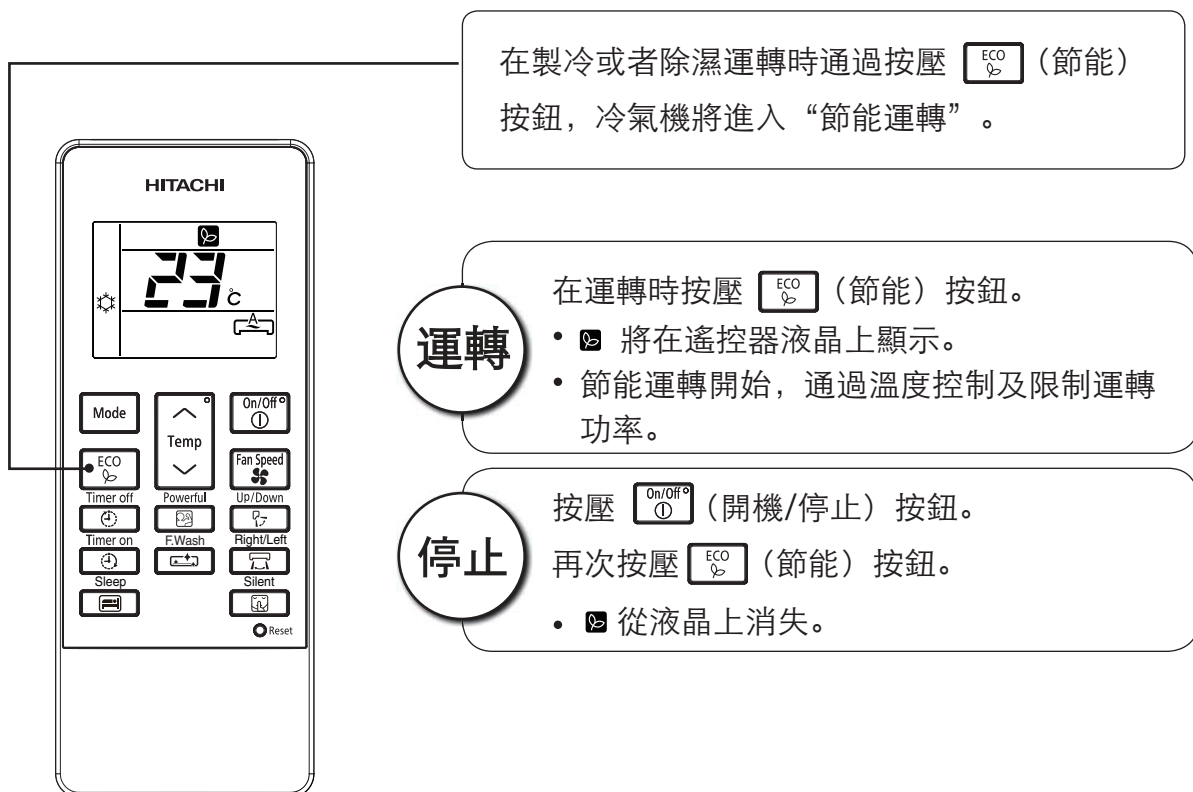 在製冷或者除濕運轉時通過按壓 ECO （節能）
按鈕，冷氣機將進入“節能運轉”。
HITACHI
23℃
A
Mode
Temp
On/Off
ECO
Fan Speed
Timer off Powerful Up/Down
Timer on F.Wash Right/Left
Sleep Silent
Reset
運轉
在運轉時按壓 ECO （節能）按鈕。
• 將在遙控器液晶上顯示。
• 節能運轉開始，通過溫度控制及限制運轉
功率。
停止
按壓 On/Off （開機/停止）按鈕。
再次按壓 ECO （節能）按鈕。
• 從液晶上消失。